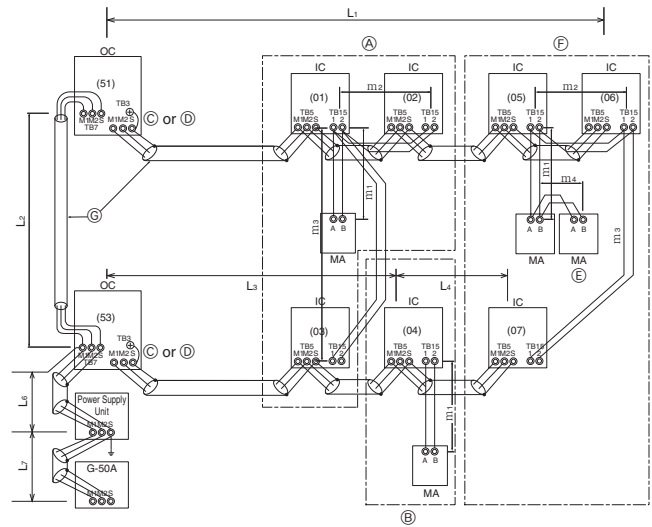 L1
Ⓐ
Ⓕ
OC
IC
IC
IC
IC
(51)
(01)
(02)
(05)
(06)
m2
m2
TB3
Ⓒ or Ⓓ
TB5
TB15
TB5
TB15
TB5
TB15
TB5
TB15
M1M2S
M1M2S
M1M2S
1 2
M1M2S
1 2
M1M2S
1 2
M1M2S
1 2
TB7
L2
Ⓖ
m1
m3
m1
m4
m3
A B
A B
A B
MA
MA
MA
Ⓔ
L3
L4
OC
IC
IC
IC
(53)
(03)
(04)
(07)
TB3
Ⓒ or Ⓓ
TB5
TB15
TB5
TB15
TB5
TB15
M1M2S
M1M2S
M1M2S
1 2
M1M2S
1 2
M1M2S
1 2
TB7
L6
Power Supply
Unit
M1M2S
m1
L7
G-50A
M1M2S
A B
MA
Ⓑ